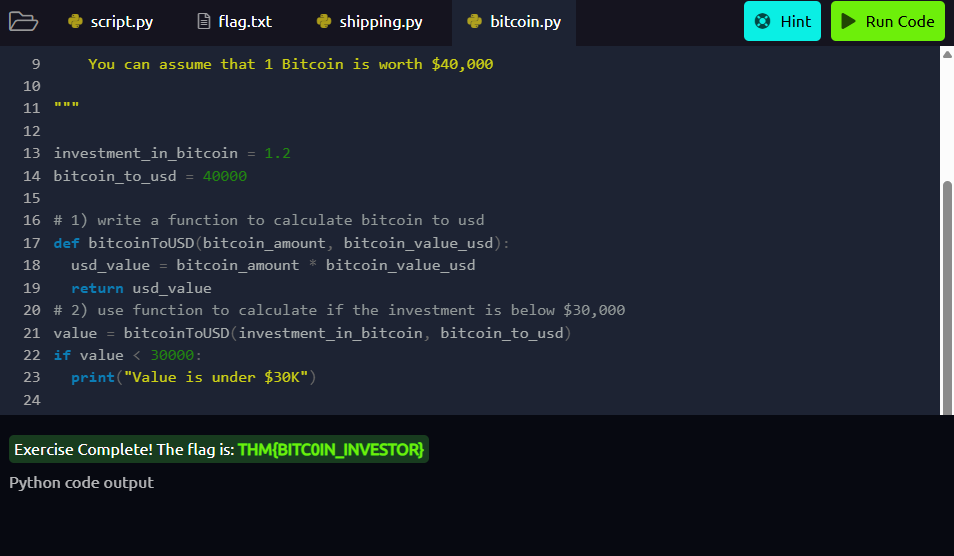 script.py flag.txt shipping.py bitcoin.py Hint Run Code
9 You can assume that 1 Bitcoin is worth $40,000
10
11 """
12
13 investment_in_bitcoin = 1.2
14 bitcoin_to_usd = 40000
15
16 # 1) write a function to calculate bitcoin to usd
17 def bitcoinToUSD(bitcoin_amount, bitcoin_value_usd):
18 usd_value = bitcoin_amount * bitcoin_value_usd
19 return usd_value
20 # 2) use function to calculate if the investment is below $30,000
21 value = bitcoinToUSD(investment_in_bitcoin, bitcoin_to_usd)
22 if value < 30000:
23 print("Value is under $30K")
24
Exercise Complete! The flag is: THM{BITC0IN_INVESTOR}
Python code output